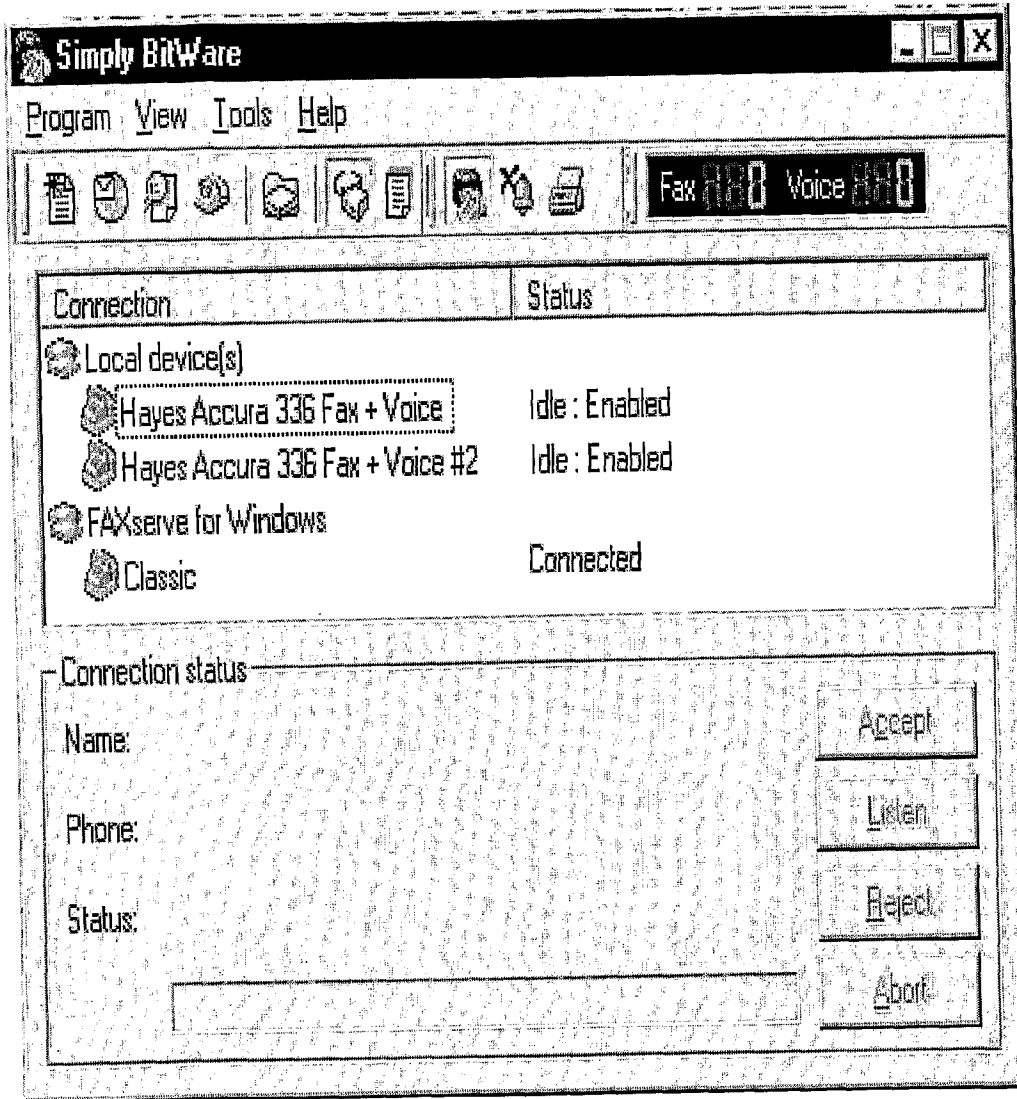 Simply BitWare
Program View Tools Help
Fax 0 Voice 0
Connection Status
Local device(s)
Hayes Accura 336 Fax + Voice Idle : Enabled
Hayes Accura 336 Fax + Voice #2 Idle : Enabled
FAXserve for Windows
Classic Connected
Connection status
Name:
Accept
Phone:
Listen
Status:
Reject
Abort